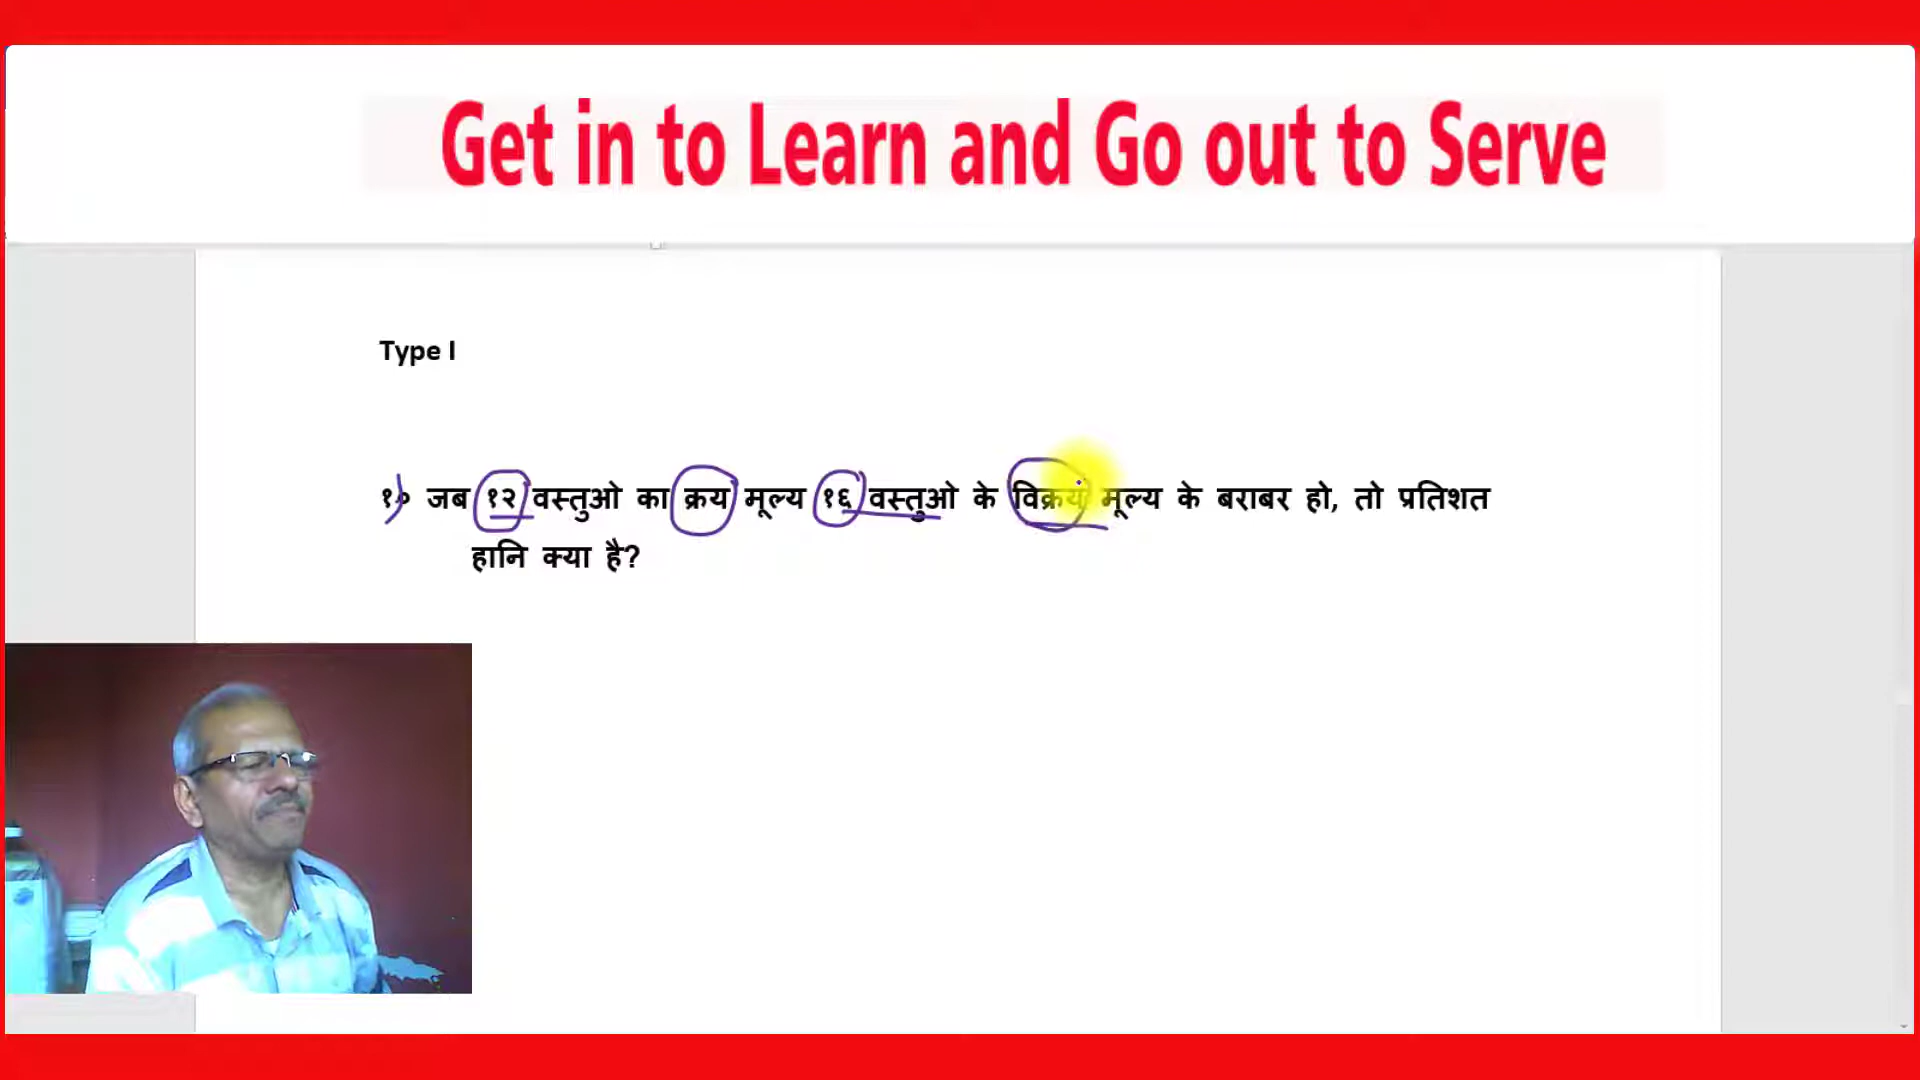 Get in to Learn and Go out to Serve
Type I
१) जब १२ वस्तुओ का क्रय मूल्य १६ वस्तुओ के विक्रय मूल्य के बराबर हो, तो प्रतिशत
हानि क्या है?